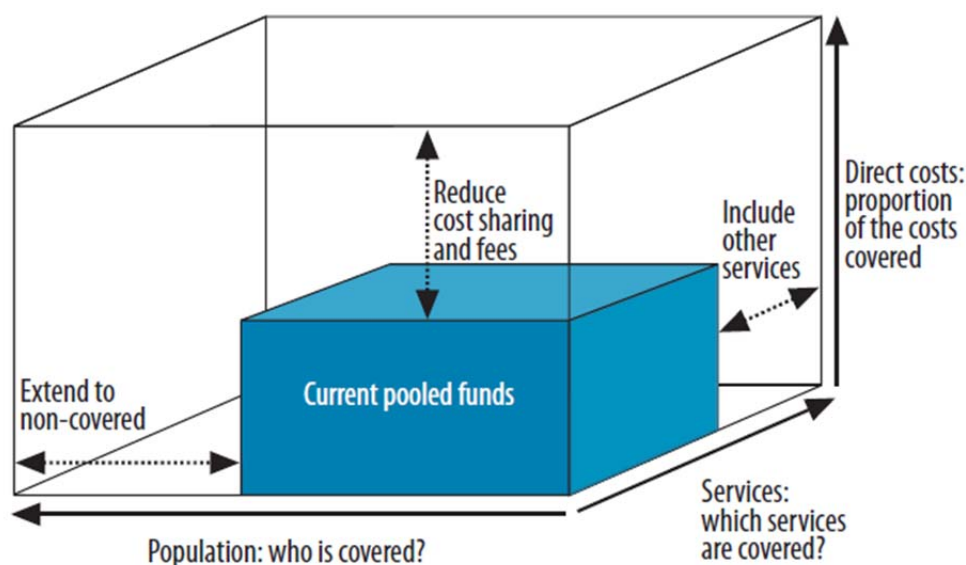 Reduce
cost sharing
and fees
Include
other
services
Direct costs:
proportion
of the costs
covered
Extend to
non-covered
Current pooled funds
Services:
which services
are covered?
Population: who is covered?